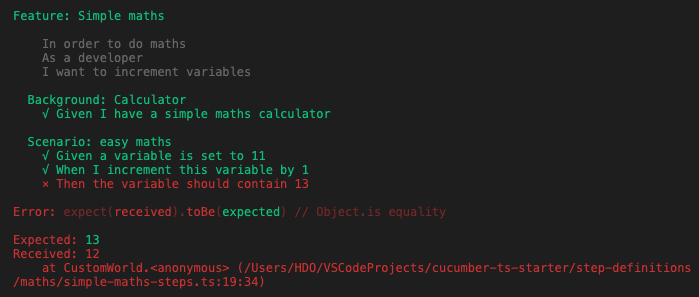 Feature: Simple maths
In order to do maths
As a developer
I want to increment variables
Background: Calculator
√ Given I have a simple maths calculator
Scenario: easy maths
√ Given a variable is set to 11
√ When I increment this variable by 1
× Then the variable should contain 13
Error: expect(received).toBe(expected) // Object.is equality
Expected: 13
Received: 12
at CustomWorld.<anonymous> (/Users/HDO/VSCodeProjects/cucumber-ts-starter/step-definitions
/maths/simple-maths-steps.ts:19:34)